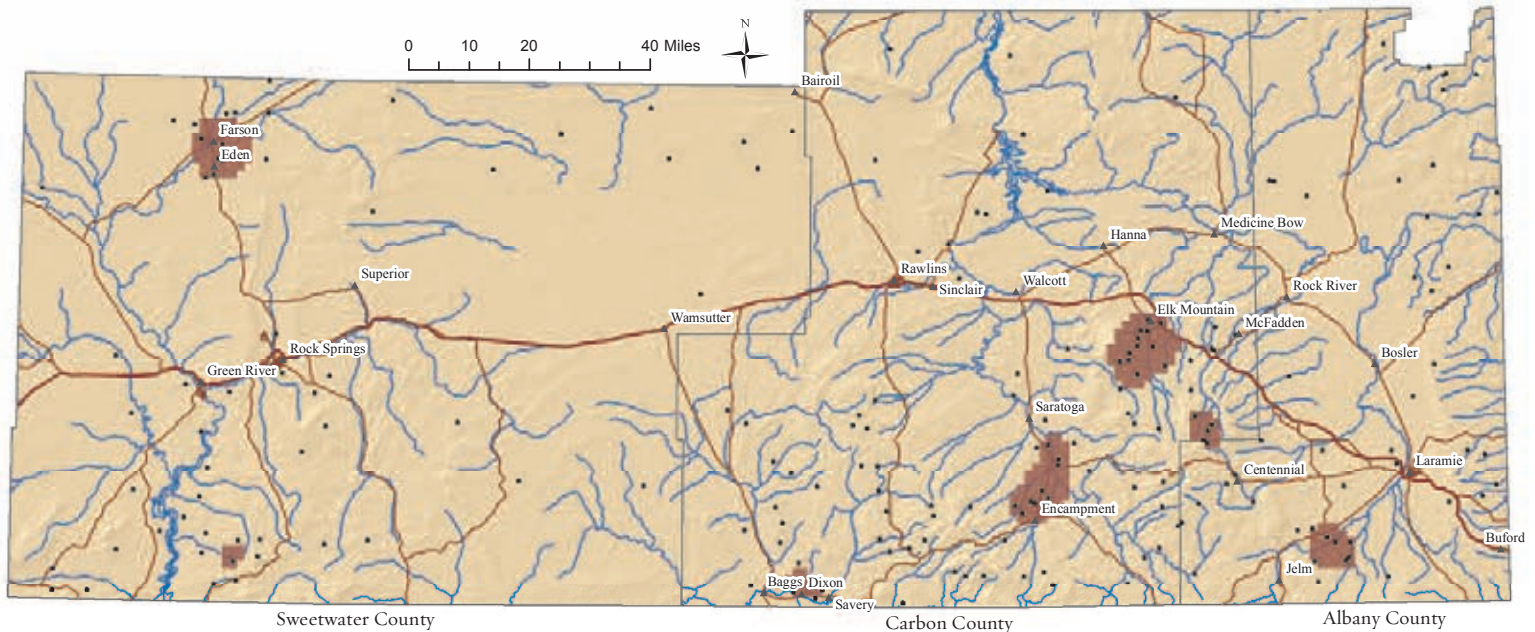 N
0 10 20 40 Miles
Bairoil
Farson
Eden
Medicine Bow
Hanna
Superior
Rawlins
Sinclair
Walcott
Rock River
Wamsutter
Elk Mountain
McFadden
Rock Springs
Bosler
Green River
Saratoga
Laramie
Centennial
Encampment
Buford
Jelm
Baggs
Dixon
Savery
Sweetwater County
Carbon County
Albany County